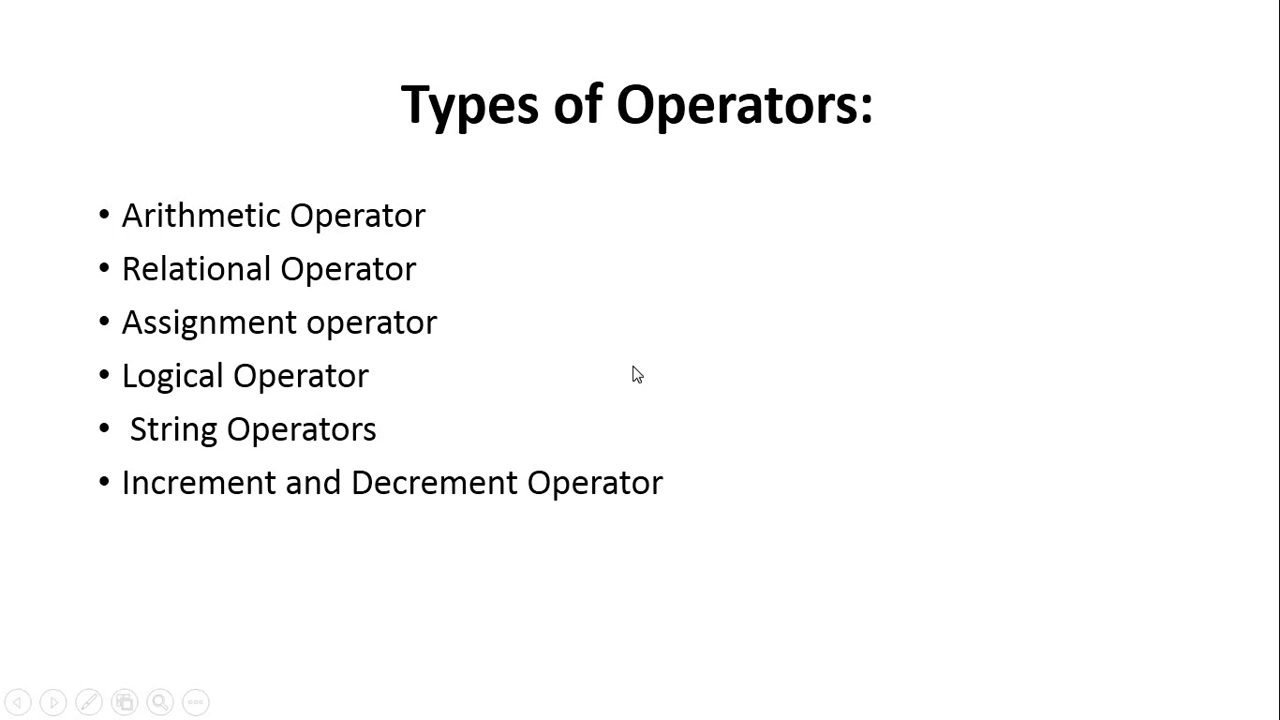 Types of Operators:
• Arithmetic Operator
• Relational Operator
• Assignment operator
• Logical Operator
• String Operators
• Increment and Decrement Operator